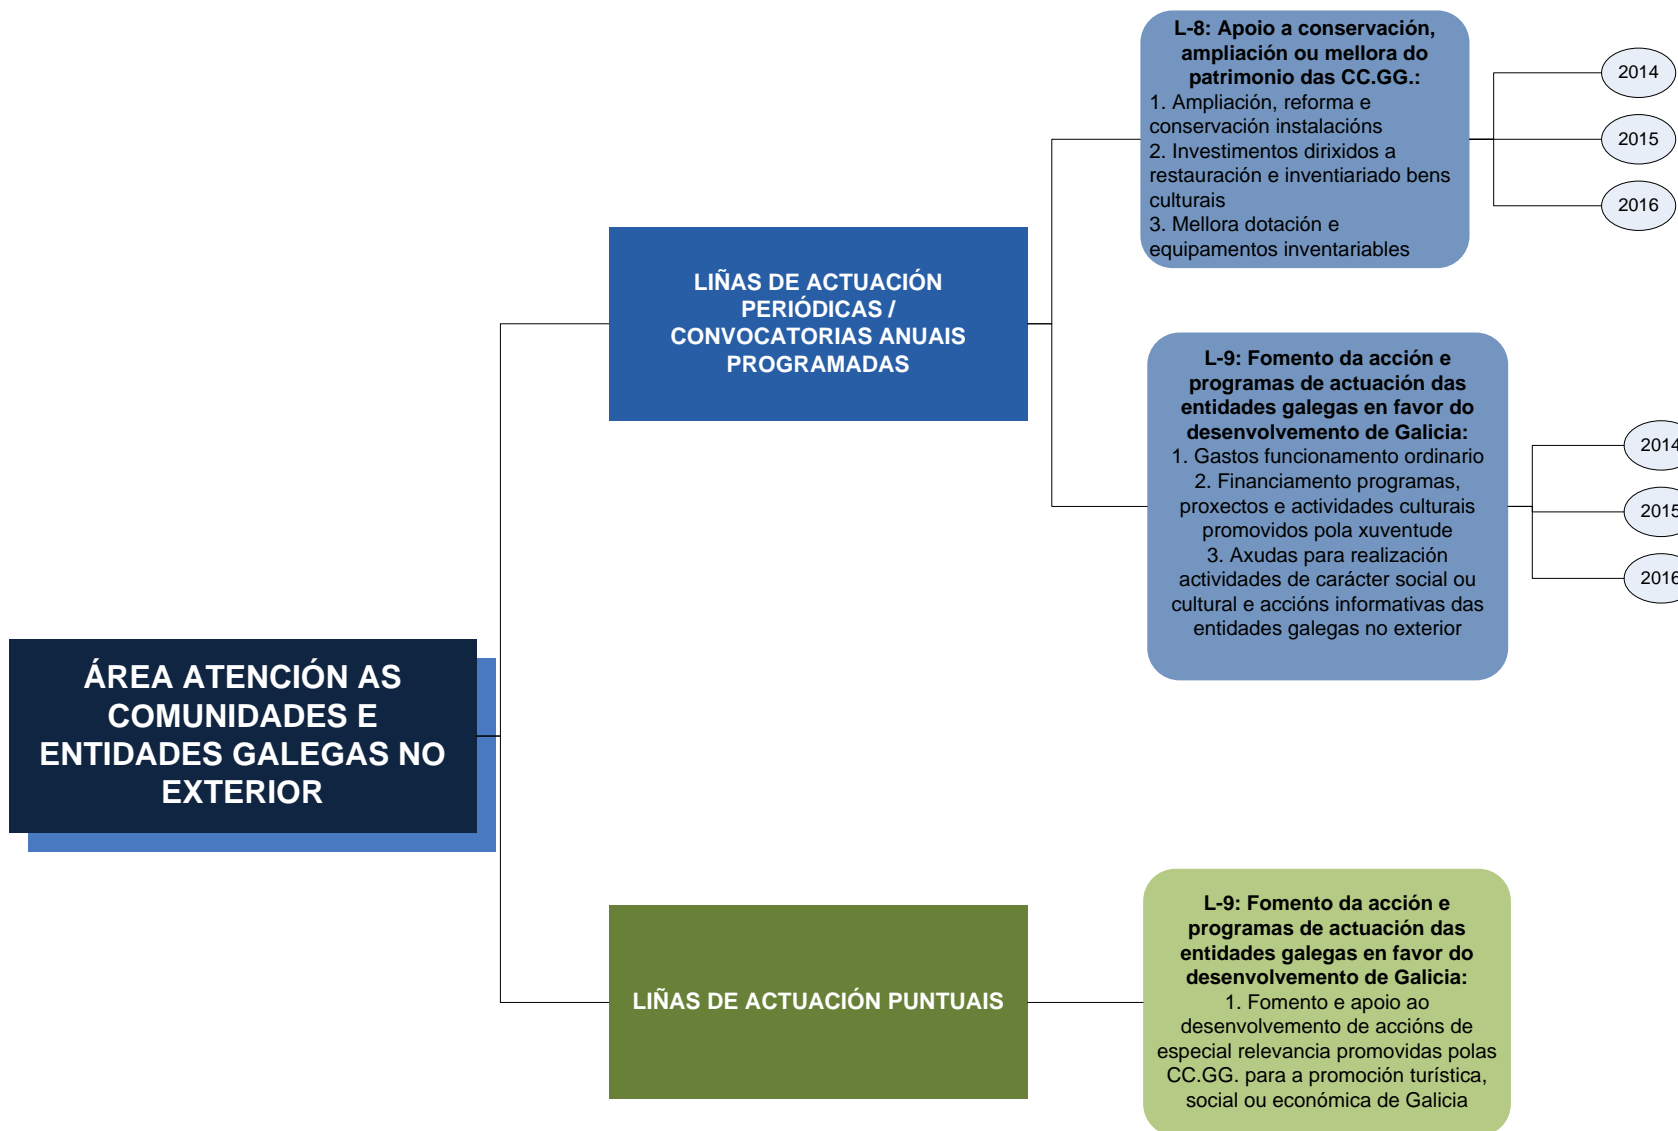 L-8: Apoio a conservación,
ampliación ou mellora do
patrimonio das CC.GG.:
1. Ampliación, reforma e
conservación instalacións
2. Investimentos dirixidos a
restauración e inventiariado bens
culturais
3. Mellora dotación e
equipamentos inventariables
2014
2015
2016
LIÑAS DE ACTUACIÓN
PERIÓDICAS /
CONVOCATORIAS ANUAIS
PROGRAMADAS
L-9: Fomento da acción e
programas de actuación das
entidades galegas en favor do
desenvolvemento de Galicia:
1. Gastos funcionamento ordinario
2. Financiamento programas,
proxectos e actividades culturais
promovidos pola xuventude
3. Axudas para realización
actividades de carácter social ou
cultural e accións informativas das
entidades galegas no exterior
2014
2015
2016
ÁREA ATENCIÓN AS
COMUNIDADES E
ENTIDADES GALEGAS NO
EXTERIOR
LIÑAS DE ACTUACIÓN PUNTUAIS
L-9: Fomento da acción e
programas de actuación das
entidades galegas en favor do
desenvolvemento de Galicia:
1. Fomento e apoio ao
desenvolvemento de accións de
especial relevancia promovidas polas
CC.GG. para a promoción turística,
social ou económica de Galicia